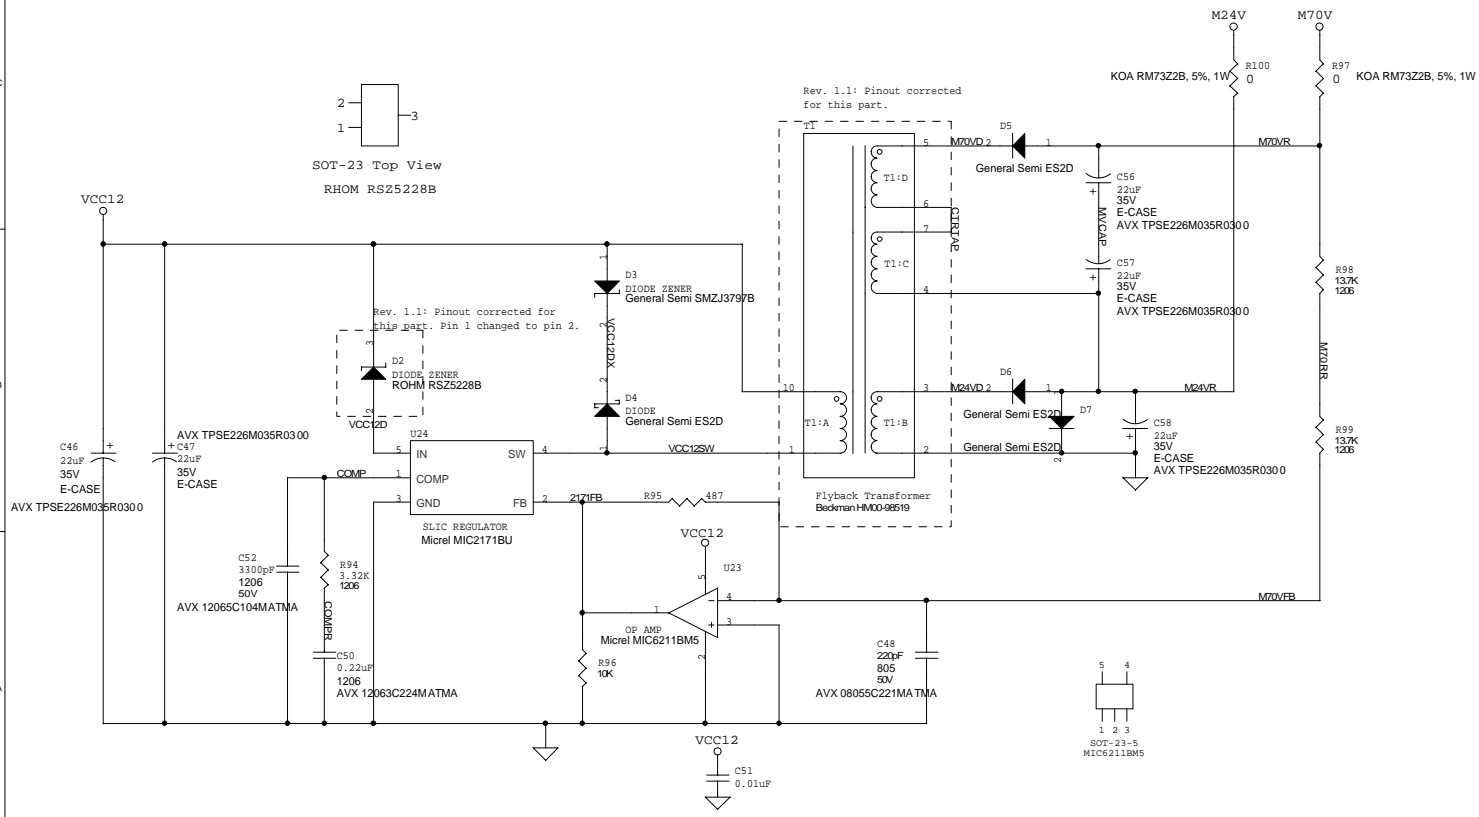 M24V
M70V
KOA RM73Z2B, 5%, 1W
R100
0
R97
0
KOA RM73Z2B, 5%, 1W
C
2
1
3
SOT-23 Top View
RHOM RSZ5228B
Rev. 1.1: Pinout corrected
for this part.
T1
5
M70VD
2
D5
1
General Semi ES2D
M70VR
T1:D
6
7
CTRTAP
T1:C
4
C56
22uF
35V
E-CASE
AVX TPSE226M035R0300
+
MVCAP
C57
22uF
35V
E-CASE
AVX TPSE226M035R0300
+
R98
13.7K
1206
M70RR
R99
13.7K
1206
VCC12
1
D3
DIODE ZENER
General Semi SMZJ3797B
2
VCC12DX
2
D4
DIODE
General Semi ES2D
1
Rev. 1.1: Pinout corrected for
this part. Pin 1 changed to pin 2.
3
D2
DIODE ZENER
ROHM RSZ5228B
2
VCC12D
B
10
T1:A
1
T1:B
3
M24VD
2
D6
1
General Semi ES2D
M24VR
D7
General Semi ES2D
2
2
C58
22uF
35V
E-CASE
AVX TPSE226M035R0300
+
Flyback Transformer
Beckman HM00-98519
C46
22uF
35V
E-CASE
AVX TPSE226M035R0300
+
AVX TPSE226M035R0300
+
C47
22uF
35V
E-CASE
U24
5
IN
SW
4
VCC12SW
COMP
1
COMP
3
GND
FB
2
2171FB
SLIC REGULATOR
Micrel MIC2171BU
R95
487
VCC12
C52
3300pF
1206
50V
AVX 12065C104MATMA
R94
3.32K
1206
COMPR
C50
0.22uF
1206
AVX 12063C224MATMA
U23
5
1
4
-
3
+
2
OP AMP
Micrel MIC6211BM5
M70VFB
R96
10K
C48
220pF
805
50V
AVX 08055C221MATMA
A
VCC12
C51
0.01uF
5
4
1 2 3
SOT-23-5
MIC6211BM5